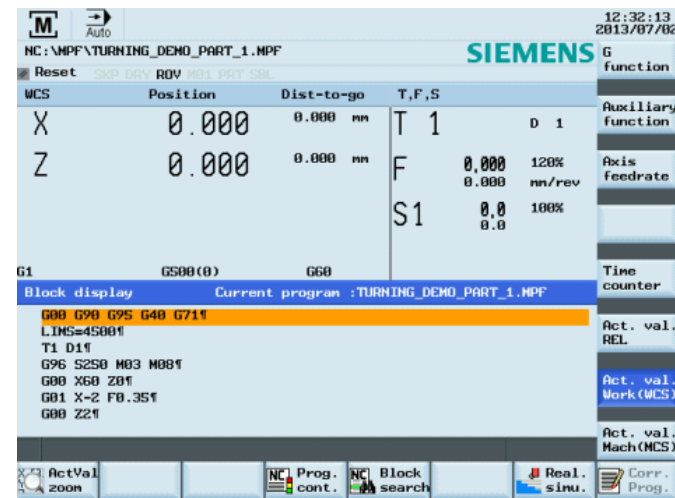 M Auto 12:32:13
2013/07/02
NC:\MPF\TURNING_DEMO_PART_1.MPF
SIEMENS
Reset SKP DRY ROV M01 PRT SBL
WCS Position Dist-to-go T,F,S
X 0.000 0.000 mm T 1 D 1
Z 0.000 0.000 mm F 0.000 120%
0.000 mm/rev
S1 0.0 100%
0.0
G1 G500(0) G60
Block display Current program :TURNING_DEMO_PART_1.MPF
G00 G90 G95 G40 G71¶
LIMS=4500¶
T1 D1¶
G96 S250 M03 M08¶
G00 X60 Z0¶
G01 X-2 F0.35¶
G00 Z2¶
G
function
Auxiliary
function
Axis
feedrate
Time
counter
Act. val.
REL
Act. val.
Work(WCS)
Act. val.
Mach(MCS)
ActVal
zoom
NC Prog.
cont.
NC Block
search
Real.
simu.
Corr.
Prog.